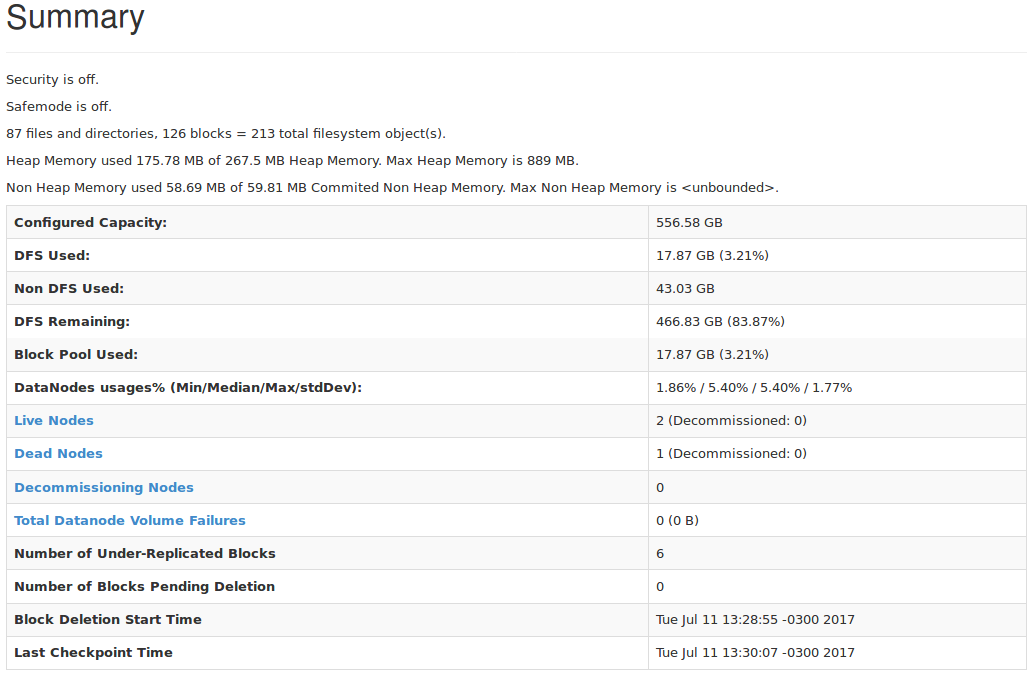 Summary
Security is off.
Safemode is off.
87 files and directories, 126 blocks = 213 total filesystem object(s).
Heap Memory used 175.78 MB of 267.5 MB Heap Memory. Max Heap Memory is 889 MB.
Non Heap Memory used 58.69 MB of 59.81 MB Commited Non Heap Memory. Max Non Heap Memory is <unbounded>.
Configured Capacity: 556.58 GB
DFS Used: 17.87 GB (3.21%)
Non DFS Used: 43.03 GB
DFS Remaining: 466.83 GB (83.87%)
Block Pool Used: 17.87 GB (3.21%)
DataNodes usages% (Min/Median/Max/stdDev): 1.86% / 5.40% / 5.40% / 1.77%
Live Nodes 2 (Decommissioned: 0)
Dead Nodes 1 (Decommissioned: 0)
Decommissioning Nodes 0
Total Datanode Volume Failures 0 (0 B)
Number of Under-Replicated Blocks 6
Number of Blocks Pending Deletion 0
Block Deletion Start Time Tue Jul 11 13:28:55 -0300 2017
Last Checkpoint Time Tue Jul 11 13:30:07 -0300 2017